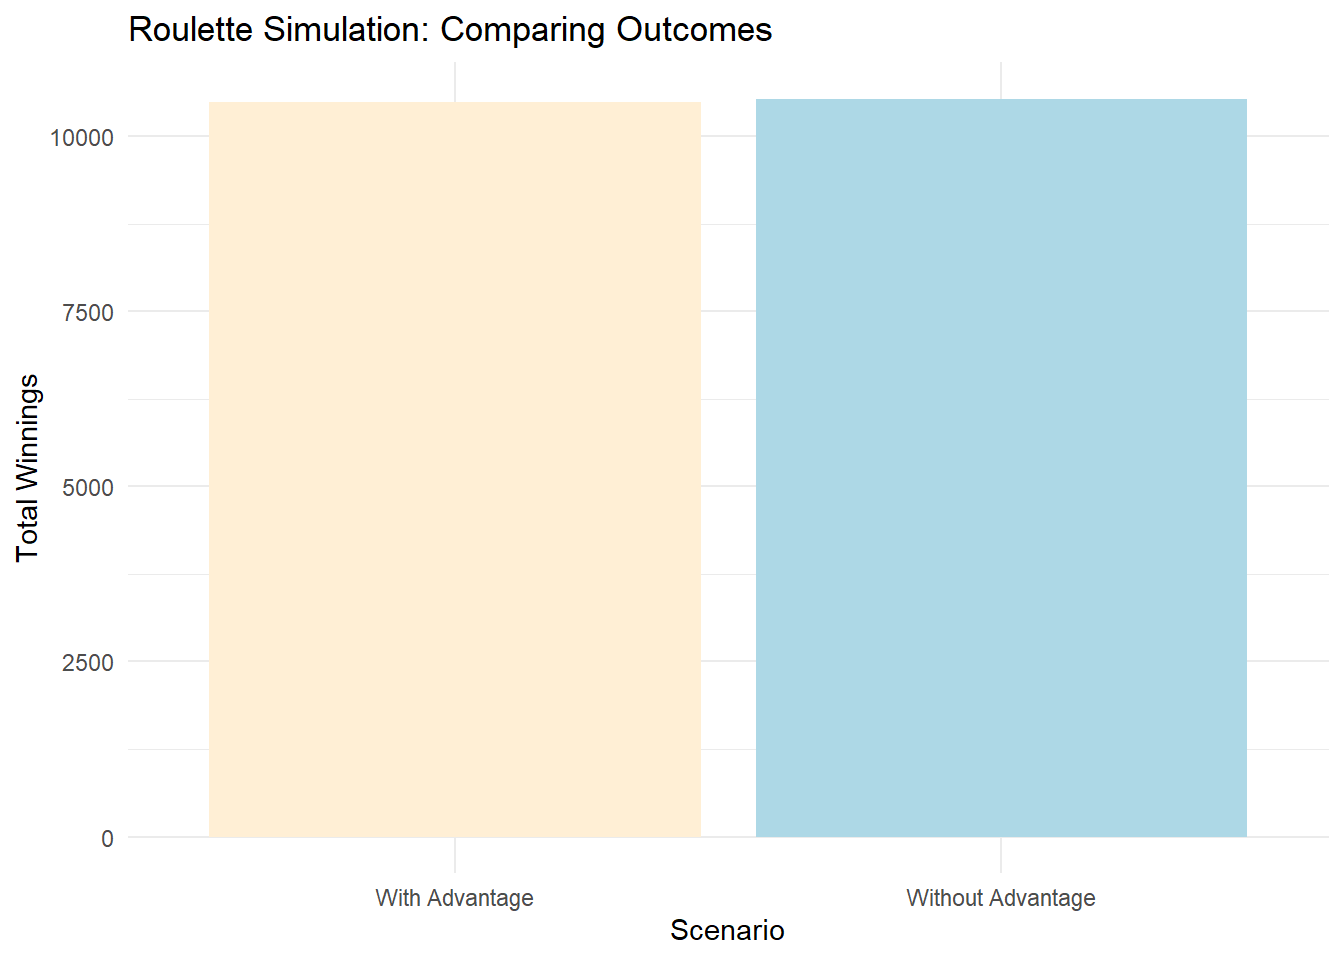 Roulette Simulation: Comparing Outcomes
10000
7500
5000
2500
0
Total Winnings
With Advantage
Without Advantage
Scenario